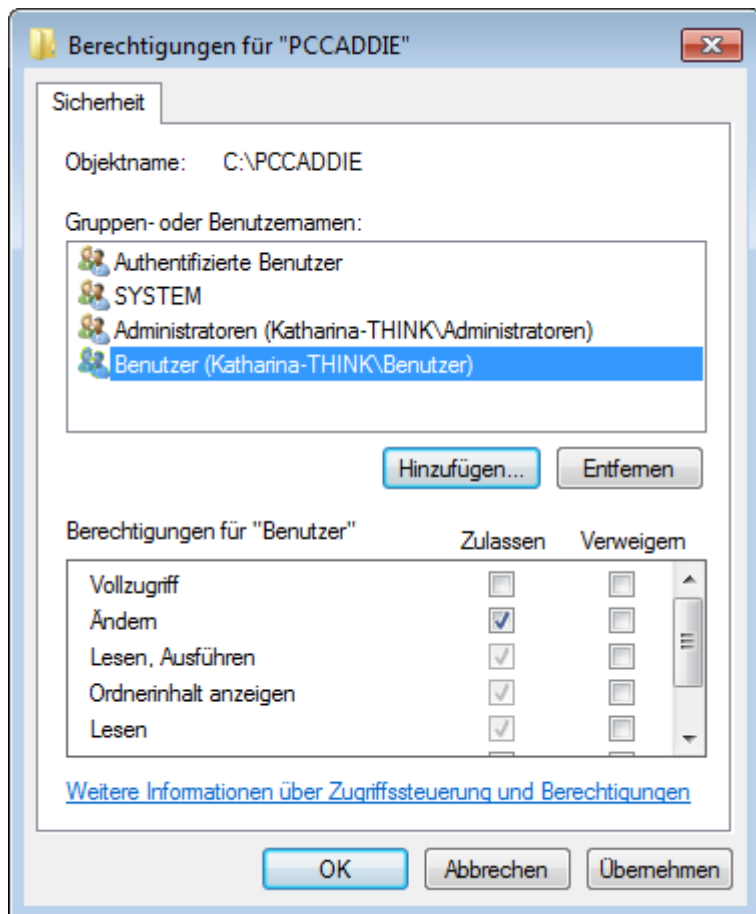 Berechtigungen für "PCCADDIE"
Sicherheit
Objektname: C:\PCCADDIE
Gruppen- oder Benutzernamen:
Authentifizierte Benutzer
SYSTEM
Administratoren (Katharina-THINK\Administratoren)
Benutzer (Katharina-THINK\Benutzer)
Hinzufügen... Entfernen
Berechtigungen für "Benutzer" Zulassen Verweigern
Vollzugriff
Ändern
Lesen, Ausführen
Ordnerinhalt anzeigen
Lesen
Weitere Informationen über Zugriffssteuerung und Berechtigungen
OK Abbrechen Übernehmen